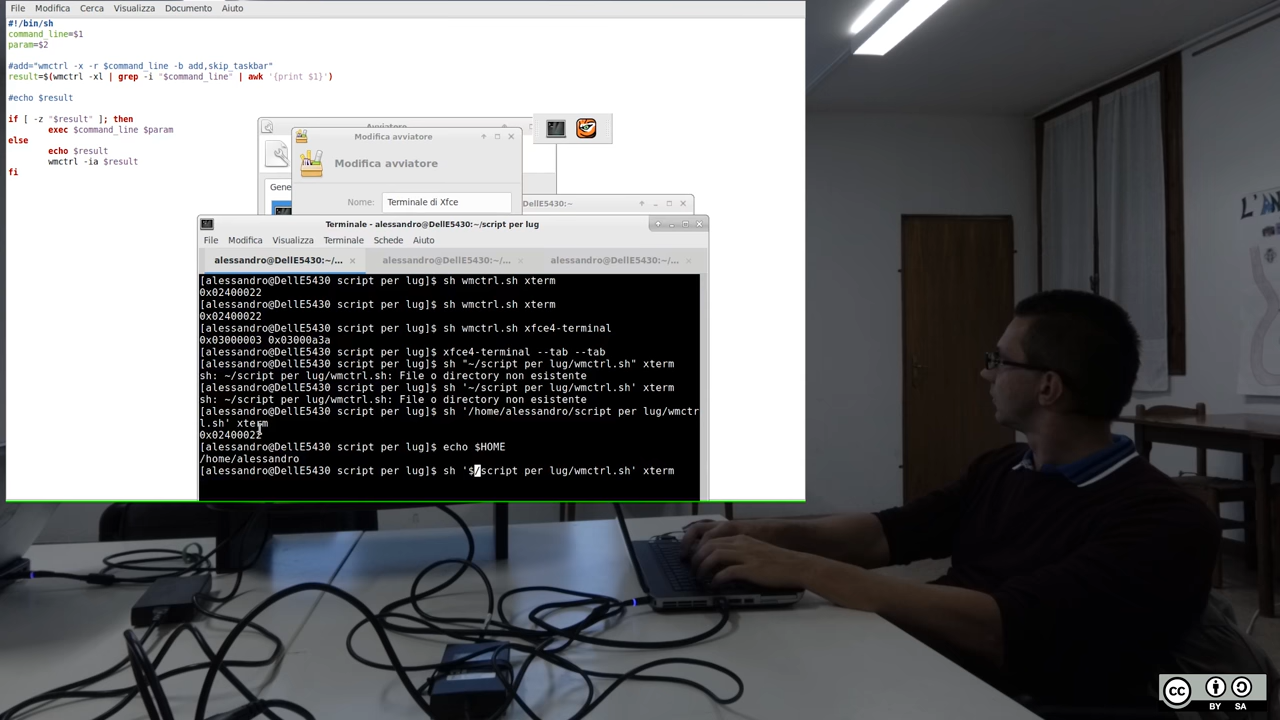 File Modifica Cerca Visualizza Documento Aiuto
#!/bin/sh
command_line=$1
param=$2
#add="wmctrl -x -r $command_line -b add,skip_taskbar"
result=$(wmctrl -xl | grep -i "$command_line" | awk '{print $1}')
#echo $result
if [ -z "$result" ]; then
exec $command_line $param
else
echo $result
wmctrl -ia $result
fi
Avviatore
Modifica avviatore
Modifica avviatore
Gene
Nome: Terminale di Xfce
DellE5430:~
Terminale - alessandro@DellE5430:~/script per lug
File Modifica Visualizza Terminale Schede Aiuto
alessandro@DellE5430:~/... alessandro@DellE5430:~/... alessandro@DellE5430:~/...
[alessandro@DellE5430 script per lug]$ sh wmctrl.sh xterm
0x02400022
[alessandro@DellE5430 script per lug]$ sh wmctrl.sh xterm
0x02400022
[alessandro@DellE5430 script per lug]$ sh wmctrl.sh xfce4-terminal
0x03000003 0x03000a3a
[alessandro@DellE5430 script per lug]$ xfce4-terminal --tab --tab
[alessandro@DellE5430 script per lug]$ sh "~/script per lug/wmctrl.sh" xterm
sh: ~/script per lug/wmctrl.sh: File o directory non esistente
[alessandro@DellE5430 script per lug]$ sh '~/script per lug/wmctrl.sh' xterm
sh: ~/script per lug/wmctrl.sh: File o directory non esistente
[alessandro@DellE5430 script per lug]$ sh '/home/alessandro/script per lug/wmctr
l.sh' xterm
0x02400022
[alessandro@DellE5430 script per lug]$ echo $HOME
/home/alessandro
[alessandro@DellE5430 script per lug]$ sh '$/script per lug/wmctrl.sh' xterm
cc
BY SA